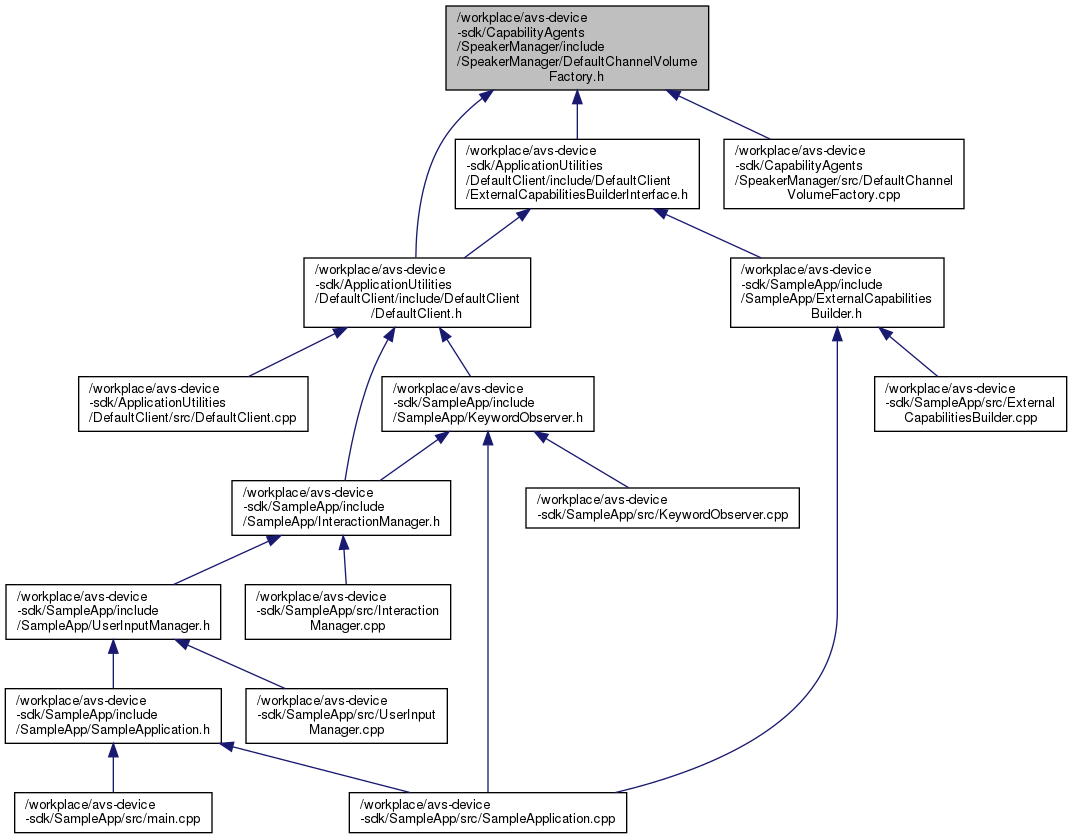 /workplace/avs-device
-sdk/CapabilityAgents
/SpeakerManager/include
/SpeakerManager/DefaultChannelVolume
Factory.h
/workplace/avs-device
-sdk/ApplicationUtilities
/DefaultClient/include/DefaultClient
/ExternalCapabilitiesBuilderInterface.h
/workplace/avs-device
-sdk/CapabilityAgents
/SpeakerManager/src/DefaultChannel
VolumeFactory.cpp
/workplace/avs-device
-sdk/ApplicationUtilities
/DefaultClient/include/DefaultClient
/DefaultClient.h
/workplace/avs-device
-sdk/SampleApp/include
/SampleApp/ExternalCapabilities
Builder.h
/workplace/avs-device
-sdk/ApplicationUtilities
/DefaultClient/src/DefaultClient.cpp
/workplace/avs-device
-sdk/SampleApp/include
/SampleApp/KeywordObserver.h
/workplace/avs-device
-sdk/SampleApp/src/External
CapabilitiesBuilder.cpp
/workplace/avs-device
-sdk/SampleApp/include
/SampleApp/InteractionManager.h
/workplace/avs-device
-sdk/SampleApp/src/KeywordObserver.cpp
/workplace/avs-device
-sdk/SampleApp/include
/SampleApp/UserInputManager.h
/workplace/avs-device
-sdk/SampleApp/src/Interaction
Manager.cpp
/workplace/avs-device
-sdk/SampleApp/include
/SampleApp/SampleApplication.h
/workplace/avs-device
-sdk/SampleApp/src/UserInput
Manager.cpp
/workplace/avs-device
-sdk/SampleApp/src/main.cpp
/workplace/avs-device
-sdk/SampleApp/src/SampleApplication.cpp